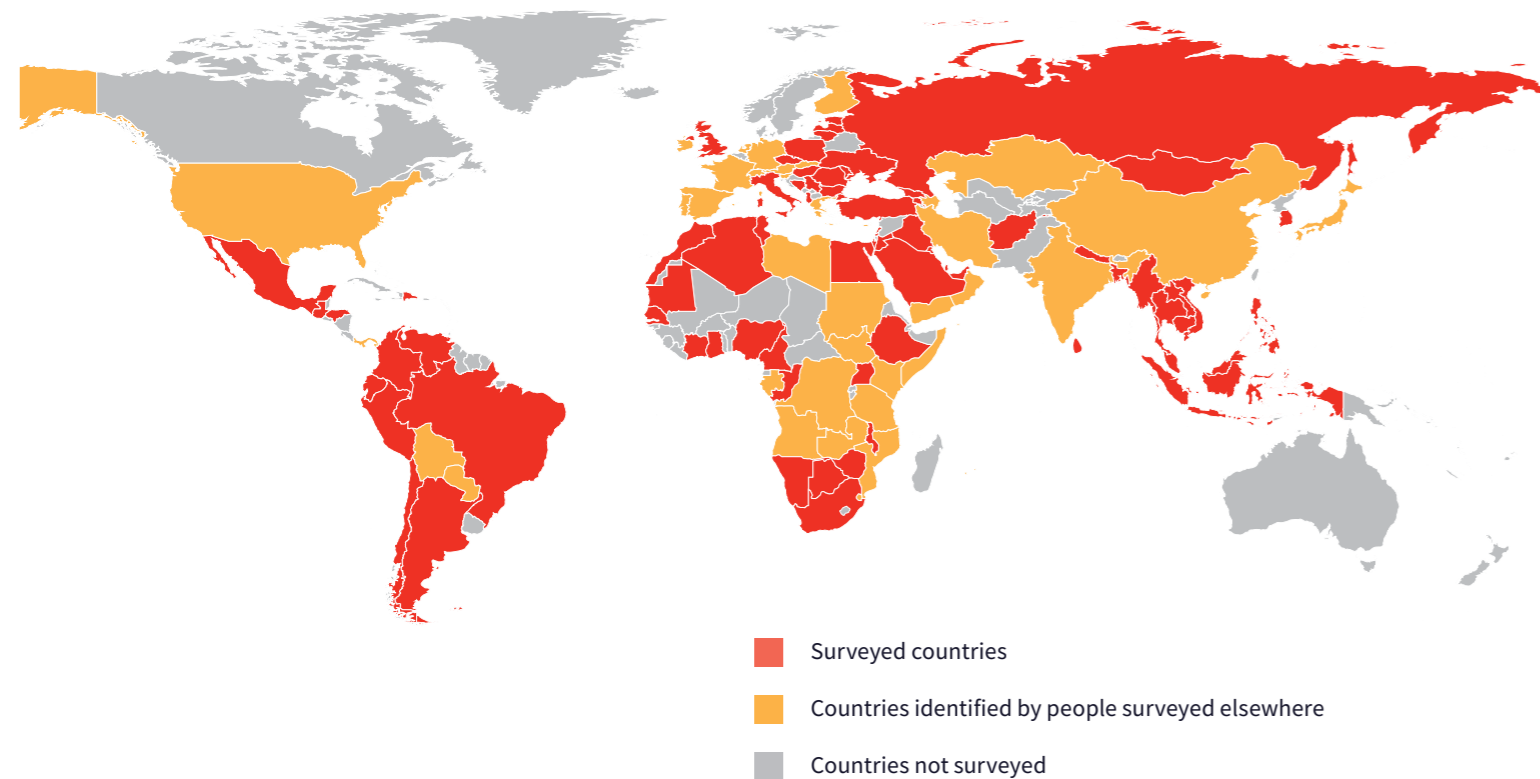 Surveyed countries
Countries identified by people surveyed elsewhere
Countries not surveyed